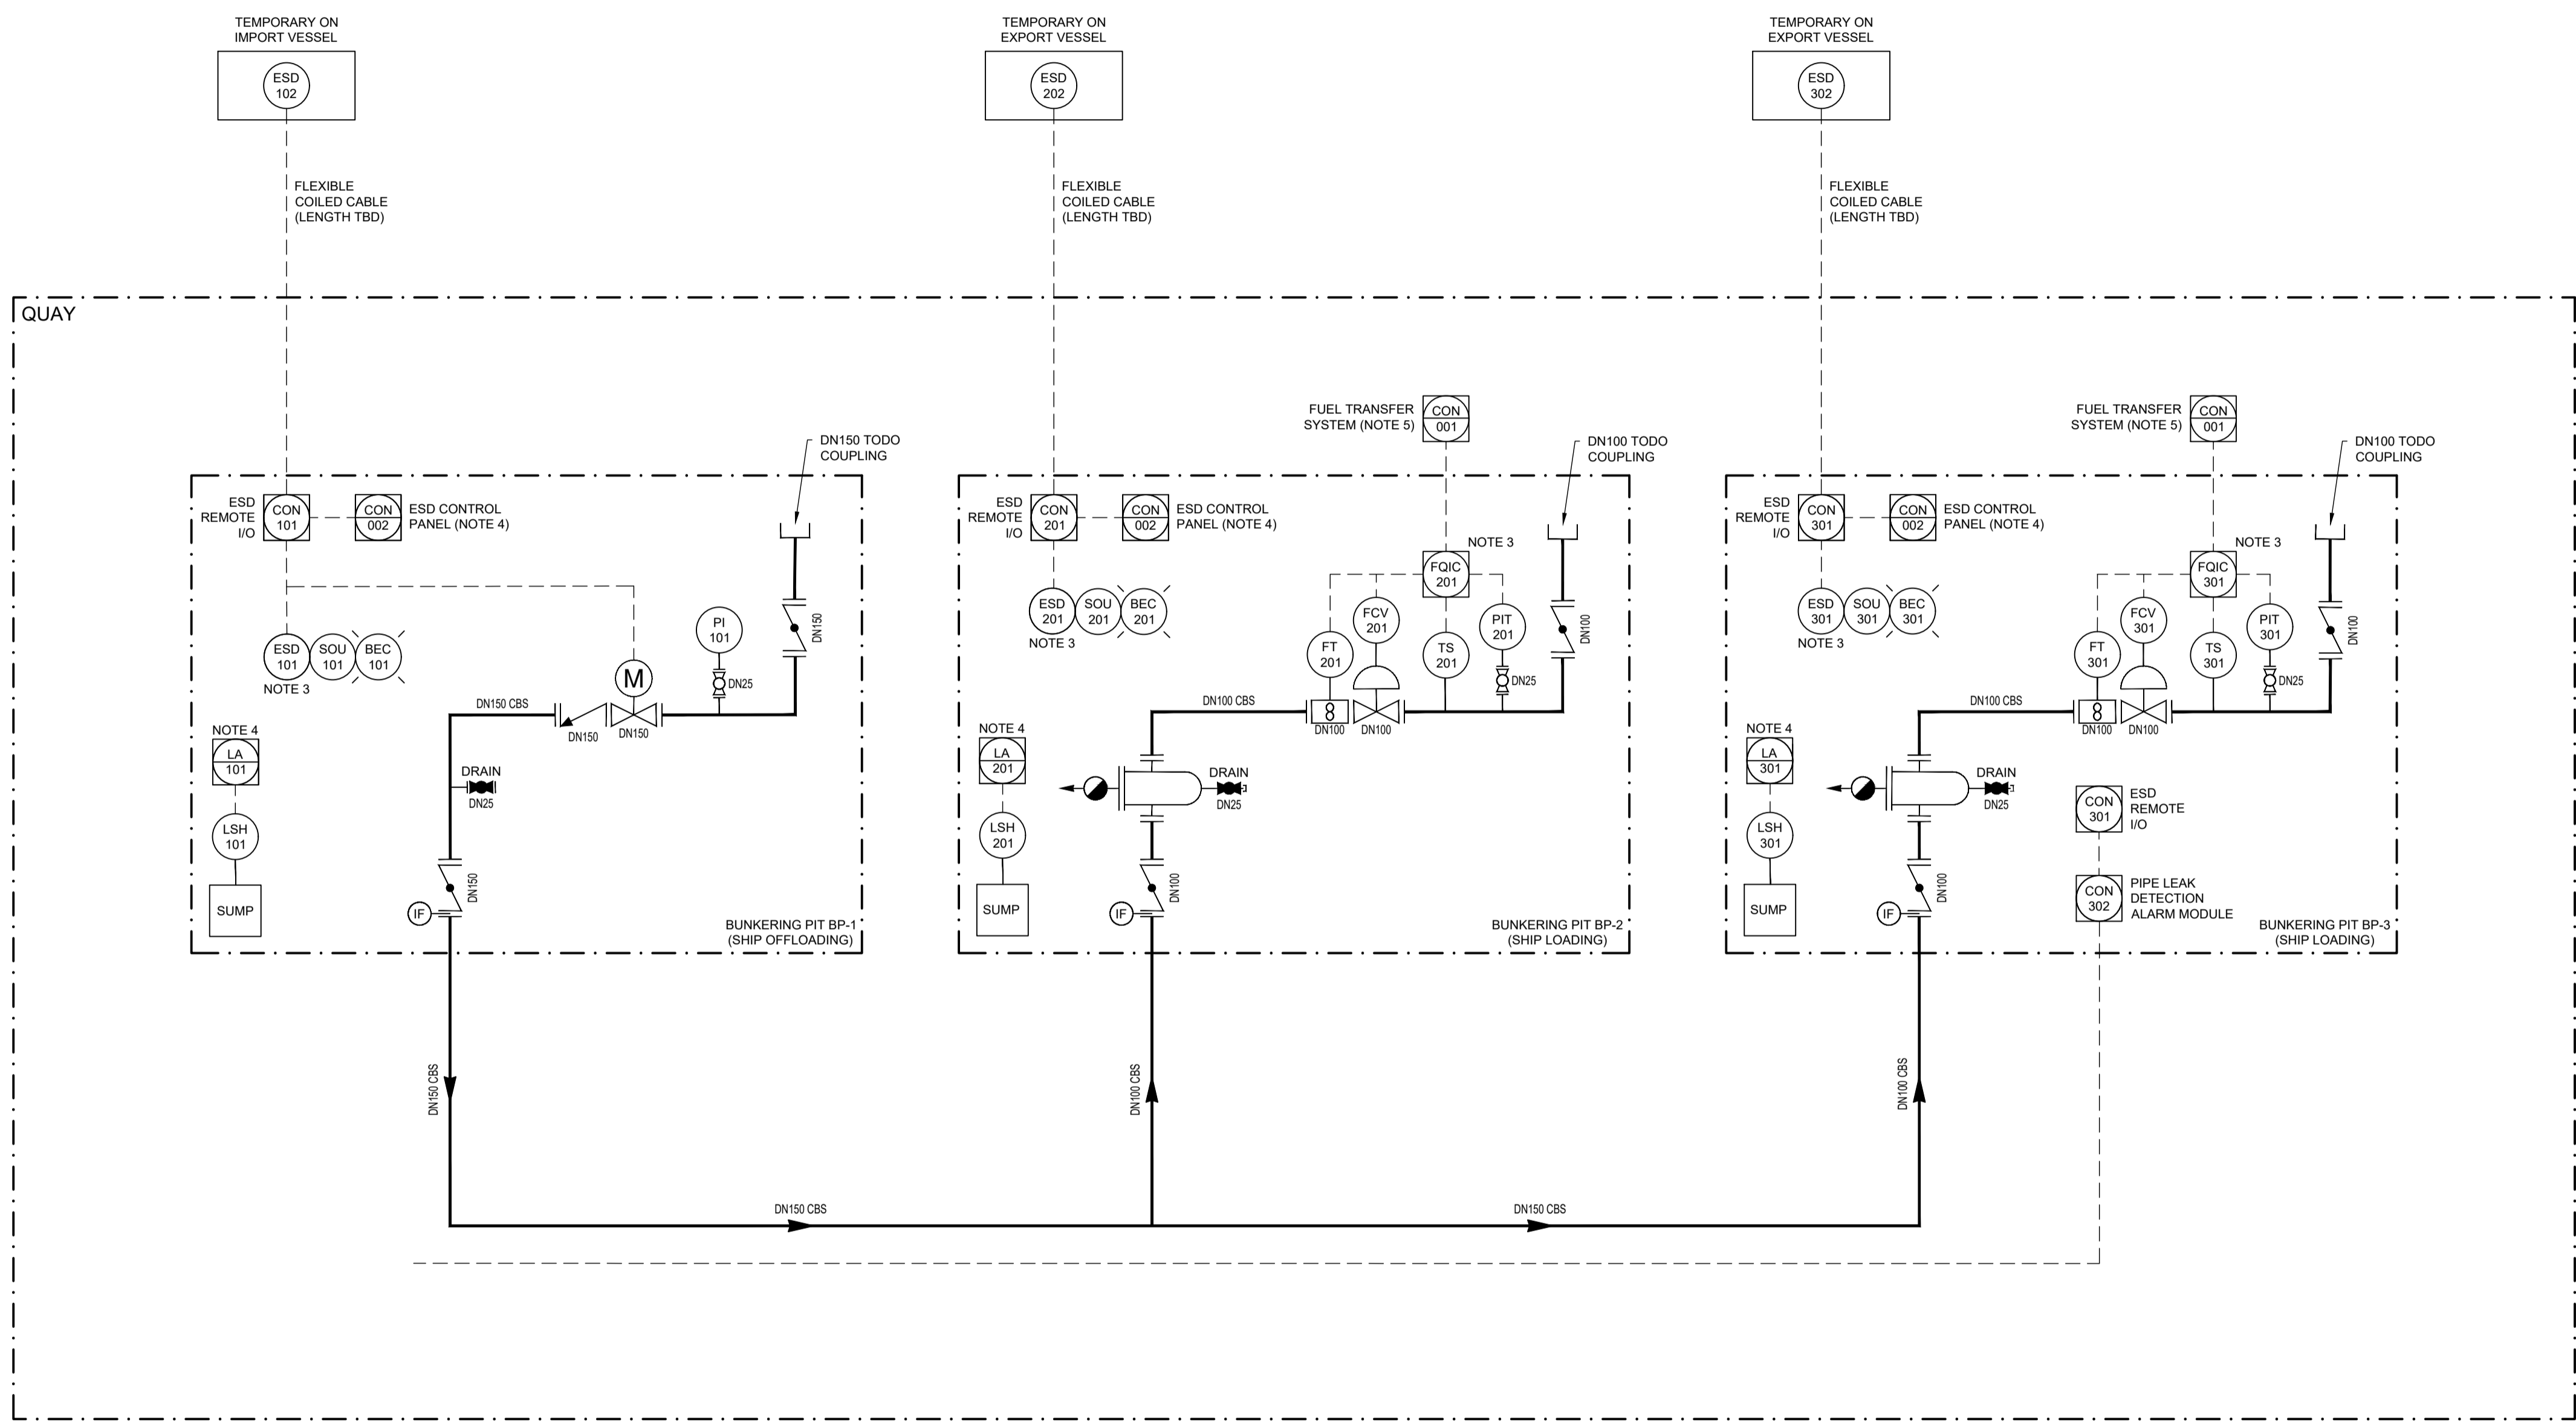 TEMPORARY ON
IMPORT VESSEL
ESD
102
FLEXIBLE
COILED CABLE
(LENGTH TBD)
TEMPORARY ON
EXPORT VESSEL
ESD
202
FLEXIBLE
COILED CABLE
(LENGTH TBD)
TEMPORARY ON
EXPORT VESSEL
ESD
302
FLEXIBLE
COILED CABLE
(LENGTH TBD)
QUAY
ESD
REMOTE
I/O
CON
101
CON
002
ESD CONTROL
PANEL (NOTE 4)
DN150 TODO
COUPLING
ESD
101
SOU
101
BEC
101
NOTE 3
M
PI
101
DN25
DN150
DN150 CBS
DN150
DN150
NOTE 4
LA
101
LSH
101
SUMP
DRAIN
DN25
DN150
IF
BUNKERING PIT BP-1
(SHIP OFFLOADING)
FUEL TRANSFER
SYSTEM (NOTE 5)
CON
001
DN100 TODO
COUPLING
ESD
REMOTE
I/O
CON
201
CON
002
ESD CONTROL
PANEL (NOTE 4)
NOTE 3
FQIC
201
ESD
201
SOU
201
BEC
201
NOTE 3
FT
201
FCV
201
TS
201
PIT
201
DN25
DN100
DN100 CBS
8
DN100
DN100
NOTE 4
LA
201
LSH
201
SUMP
DRAIN
DN25
DN100
IF
BUNKERING PIT BP-2
(SHIP LOADING)
FUEL TRANSFER
SYSTEM (NOTE 5)
CON
001
DN100 TODO
COUPLING
ESD
REMOTE
I/O
CON
301
CON
002
ESD CONTROL
PANEL (NOTE 4)
NOTE 3
FQIC
301
ESD
301
SOU
301
BEC
301
NOTE 3
FT
301
FCV
301
TS
301
PIT
301
DN25
DN100
DN100 CBS
8
DN100
DN100
NOTE 4
LA
301
LSH
301
SUMP
DRAIN
DN25
DN100
IF
CON
301
ESD
REMOTE
I/O
CON
302
PIPE LEAK
DETECTION
ALARM MODULE
BUNKERING PIT BP-3
(SHIP LOADING)
DN150 CBS
DN100 CBS
DN100 CBS
DN150 CBS
DN150 CBS